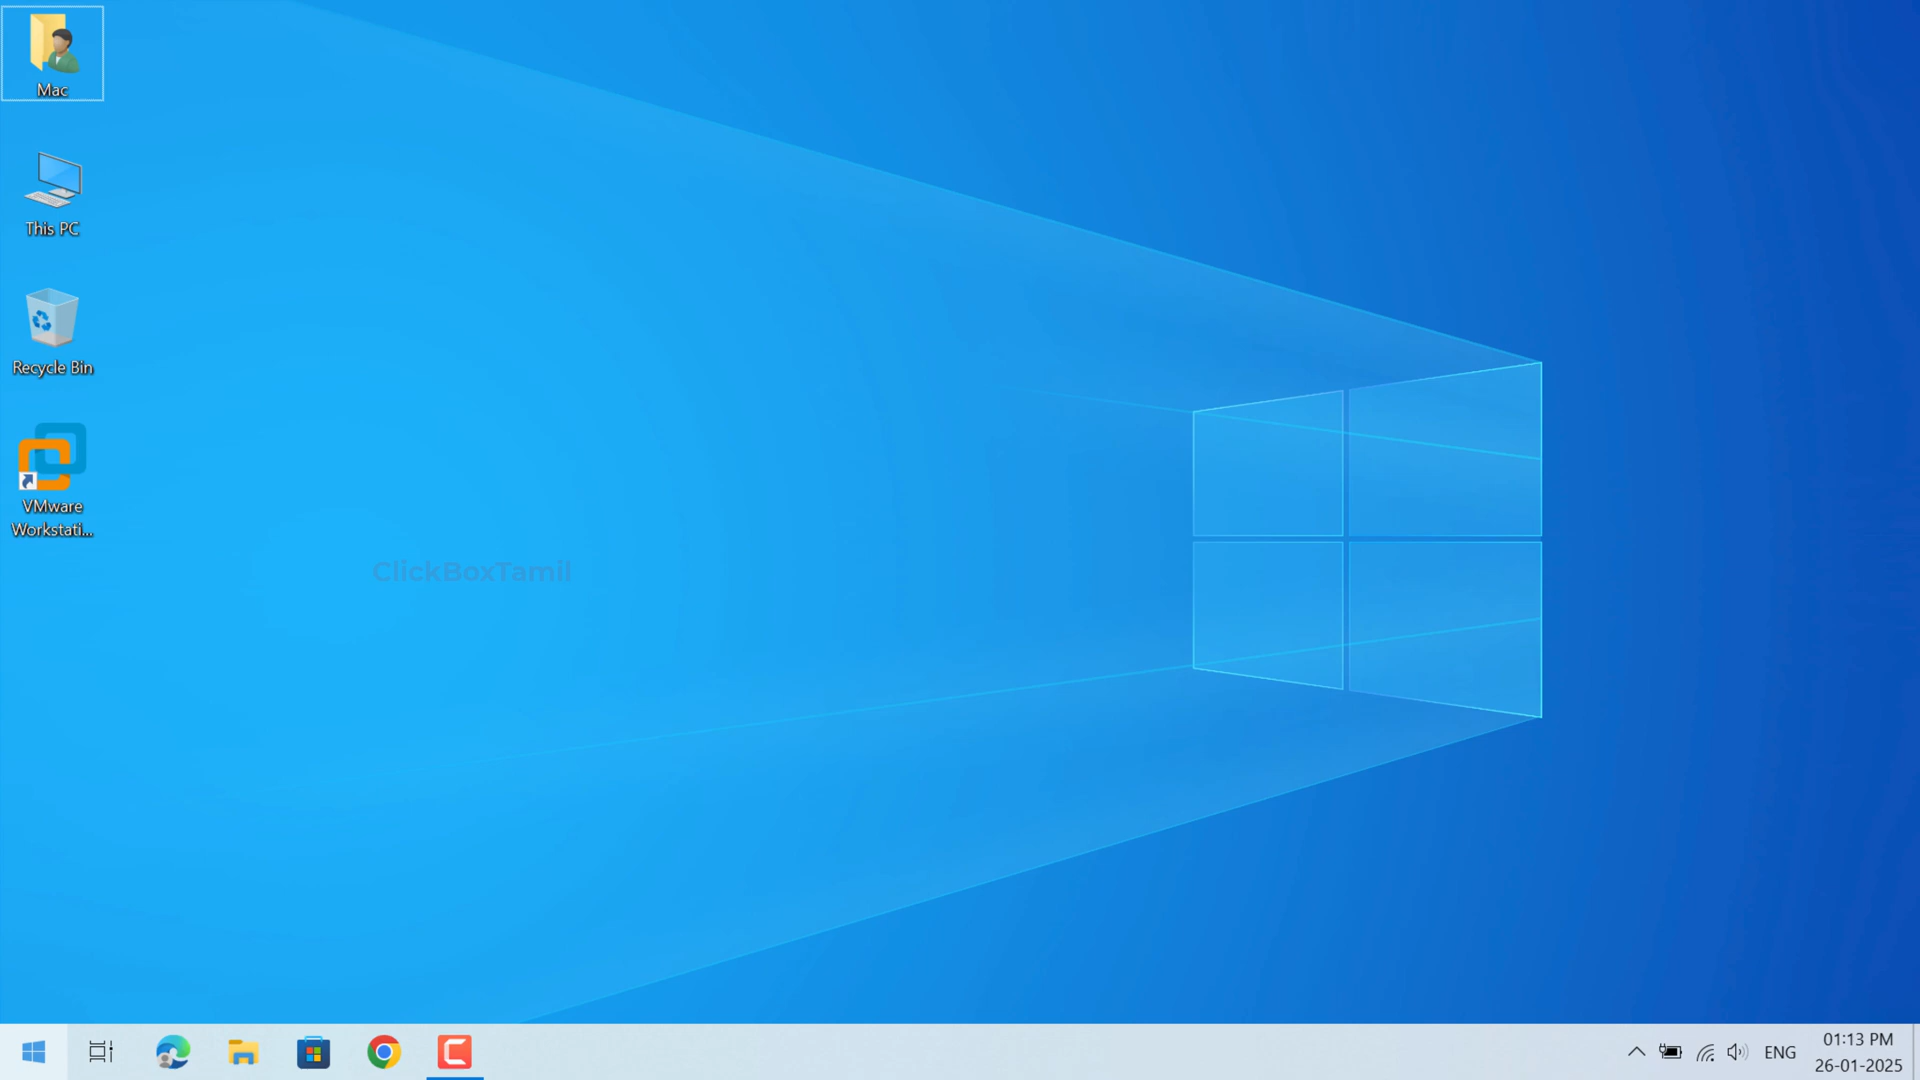 Mac
This PC
Recycle Bin
VMware
Workstati...
ClickBoxTamil
ENG
01:13 PM
26-01-2025